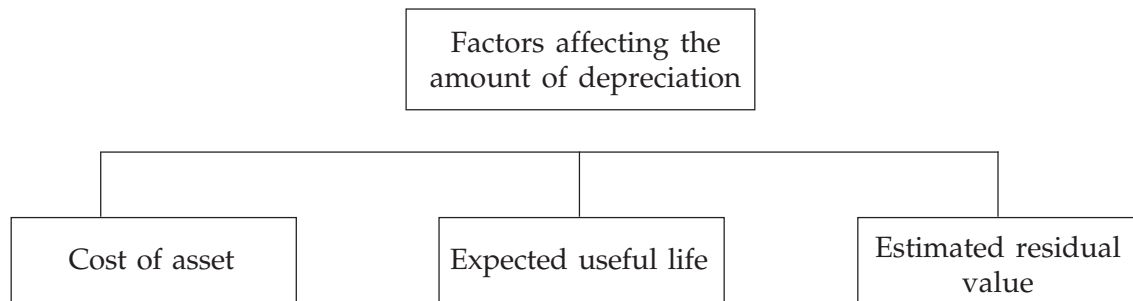 Factors affecting the
amount of depreciation
Cost of asset
Expected useful life
Estimated residual
value